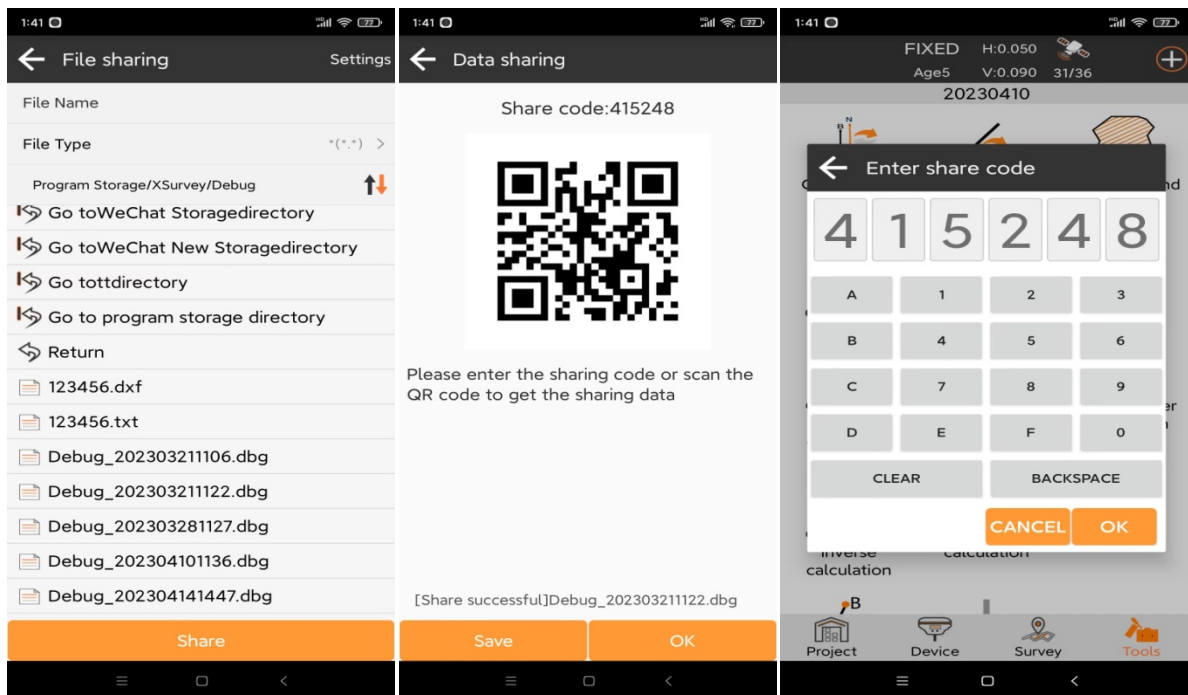 1:41
77
File sharing
Settings
File Name
File Type
*(*.*) >
Program Storage/XSurvey/Debug
Go toWeChat Storagedirectory
Go toWeChat New Storagedirectory
Go tottdirectory
Go to program storage directory
Return
123456.dxf
123456.txt
Debug_202303211106.dbg
Debug_202303211122.dbg
Debug_202303281127.dbg
Debug_202304101136.dbg
Debug_202304141447.dbg
Share
1:41
77
Data sharing
Share code:415248
Please enter the sharing code or scan the
QR code to get the sharing data
[Share successful]Debug_202303211122.dbg
Save
OK
1:41
77
FIXED H:0.050
Age5 V:0.090 31/36
20230410
B N
Enter share code
4 1 5 2 4 8
A 1 2 3
B 4 5 6
C 7 8 9
D E F 0
CLEAR BACKSPACE
CANCEL OK
inverse calculation
calculation
B
Project Device Survey Tools